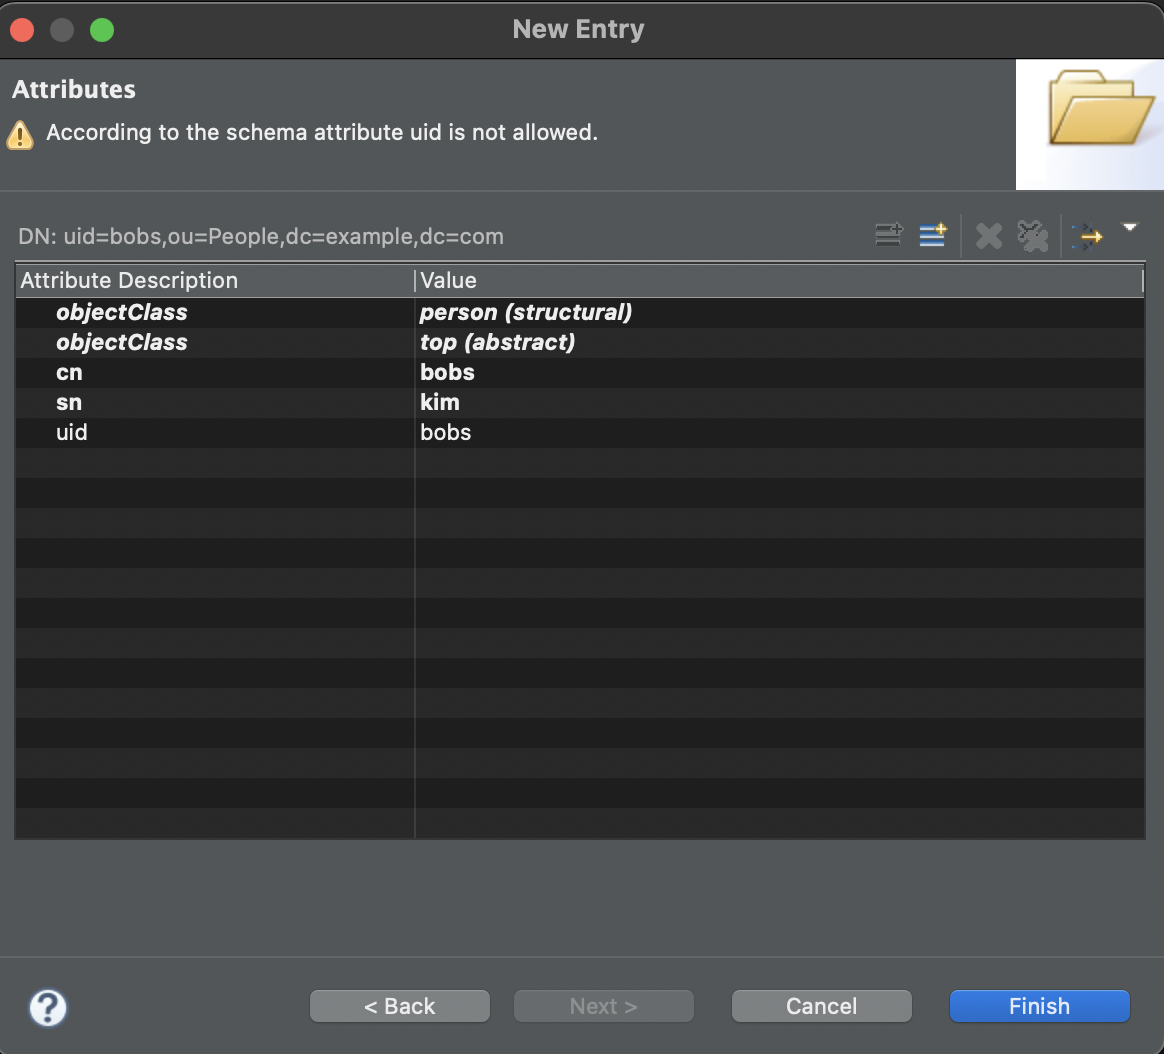 New Entry
Attributes
According to the schema attribute uid is not allowed.
DN: uid=bobs,ou=People,dc=example,dc=com
Attribute Description Value
objectClass person (structural)
objectClass top (abstract)
cn bobs
sn kim
uid bobs
< Back Next > Cancel Finish